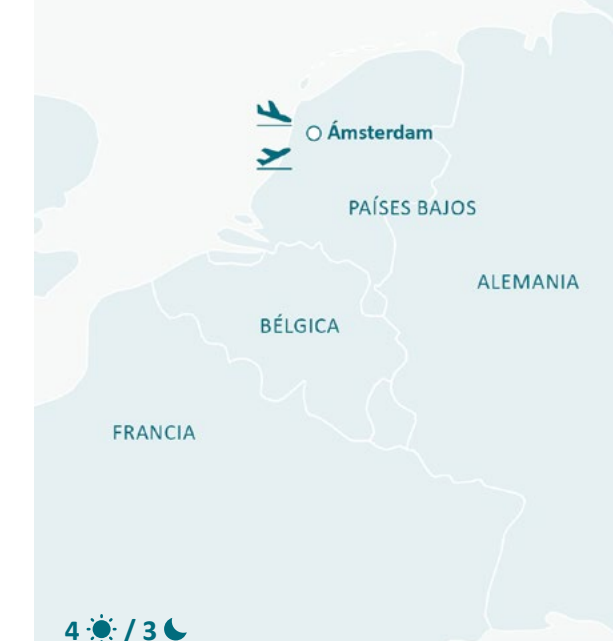 Ámsterdam
PAÍSES BAJOS
ALEMANIA
BÉLGICA
FRANCIA
4 / 3